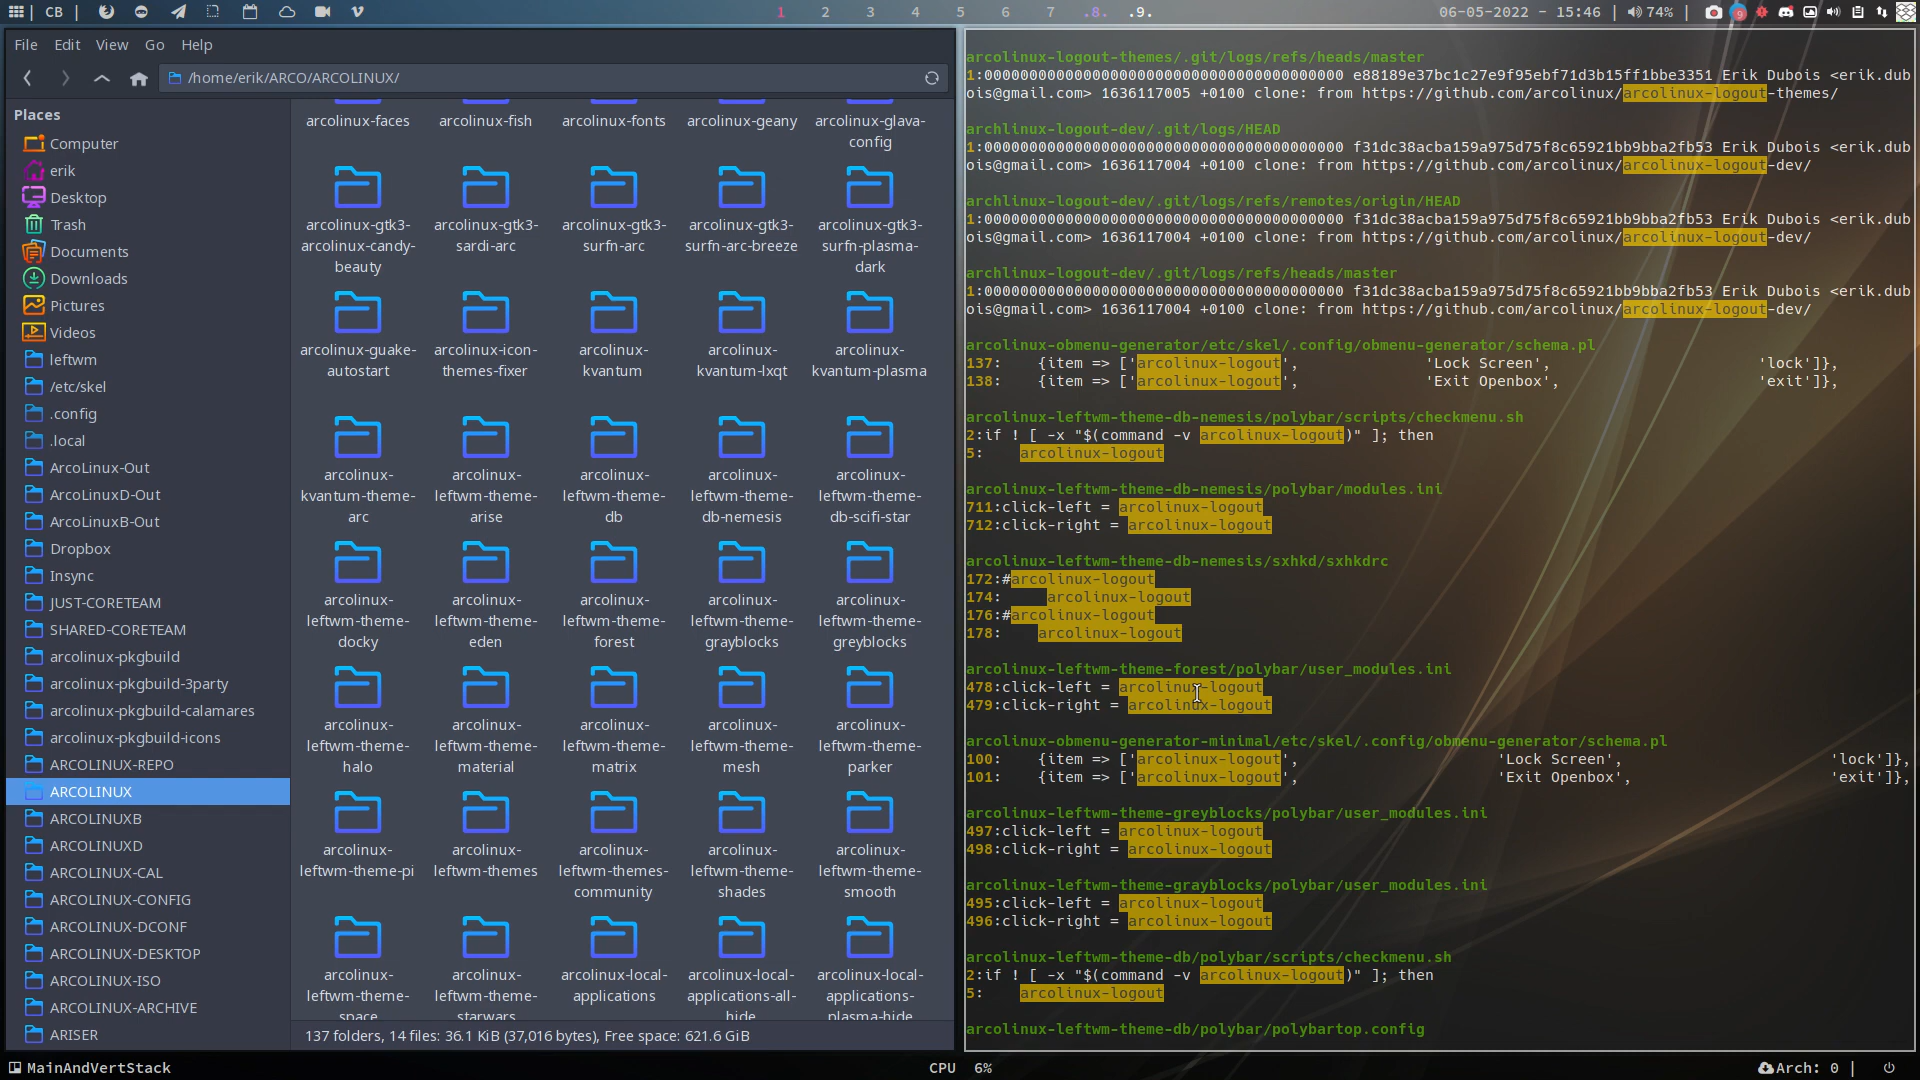 CB
1 2 3 4 5 6 7 .8. .9.
06-05-2022 - 15:46 | 74% |
9
File Edit View Go Help
/home/erik/ARCO/ARCOLINUX/
Places
Computer
erik
Desktop
Trash
Documents
Downloads
Pictures
Videos
leftwm
/etc/skel
.config
.local
ArcoLinux-Out
ArcoLinuxD-Out
ArcoLinuxB-Out
Dropbox
Insync
JUST-CORETEAM
SHARED-CORETEAM
arcolinux-pkgbuild
arcolinux-pkgbuild-3party
arcolinux-pkgbuild-calamares
arcolinux-pkgbuild-icons
ARCOLINUX-REPO
ARCOLINUX
ARCOLINUXB
ARCOLINUXD
ARCOLINUX-CAL
ARCOLINUX-CONFIG
ARCOLINUX-DCONF
ARCOLINUX-DESKTOP
ARCOLINUX-ISO
ARCOLINUX-ARCHIVE
ARISER
arcolinux-faces
arcolinux-fish
arcolinux-fonts
arcolinux-geany
arcolinux-glava-
config
arcolinux-gtk3-
arcolinux-candy-
beauty
arcolinux-gtk3-
sardi-arc
arcolinux-gtk3-
surfn-arc
arcolinux-gtk3-
surfn-arc-breeze
arcolinux-gtk3-
surfn-plasma-
dark
arcolinux-guake-
autostart
arcolinux-icon-
themes-fixer
arcolinux-
kvantum
arcolinux-
kvantum-lxqt
arcolinux-
kvantum-plasma
arcolinux-
kvantum-theme-
arc
arcolinux-
leftwm-theme-
arise
arcolinux-
leftwm-theme-
db
arcolinux-
leftwm-theme-
db-nemesis
arcolinux-
leftwm-theme-
db-scifi-star
arcolinux-
leftwm-theme-
docky
arcolinux-
leftwm-theme-
eden
arcolinux-
leftwm-theme-
forest
arcolinux-
leftwm-theme-
grayblocks
arcolinux-
leftwm-theme-
greyblocks
arcolinux-
leftwm-theme-
halo
arcolinux-
leftwm-theme-
material
arcolinux-
leftwm-theme-
matrix
arcolinux-
leftwm-theme-
mesh
arcolinux-
leftwm-theme-
parker
arcolinux-
leftwm-theme-pi
arcolinux-
leftwm-themes
arcolinux-
leftwm-themes-
community
arcolinux-
leftwm-theme-
shades
arcolinux-
leftwm-theme-
smooth
arcolinux-
leftwm-theme-
space
arcolinux-
leftwm-theme-
starwars
arcolinux-local-
applications
arcolinux-local-
applications-all-
hide
arcolinux-local-
applications-
plasma-hide
137 folders, 14 files: 36.1 KiB (37,016 bytes), Free space: 621.6 GiB
arcolinux-logout-themes/.git/logs/refs/heads/master
1:0000000000000000000000000000000000000000 e88189e37bc1c27e9f95ebf71d3b15ff1bbe3351 Erik Dubois <erik.dub
ois@gmail.com> 1636117005 +0100 clone: from https://github.com/arcolinux/arcolinux-logout-themes/
archlinux-logout-dev/.git/logs/HEAD
1:0000000000000000000000000000000000000000 f31dc38acba159a975d75f8c65921bb9bba2fb53 Erik Dubois <erik.dub
ois@gmail.com> 1636117004 +0100 clone: from https://github.com/arcolinux/arcolinux-logout-dev/
archlinux-logout-dev/.git/logs/refs/remotes/origin/HEAD
1:0000000000000000000000000000000000000000 f31dc38acba159a975d75f8c65921bb9bba2fb53 Erik Dubois <erik.dub
ois@gmail.com> 1636117004 +0100 clone: from https://github.com/arcolinux/arcolinux-logout-dev/
archlinux-logout-dev/.git/logs/refs/heads/master
1:0000000000000000000000000000000000000000 f31dc38acba159a975d75f8c65921bb9bba2fb53 Erik Dubois <erik.dub
ois@gmail.com> 1636117004 +0100 clone: from https://github.com/arcolinux/arcolinux-logout-dev/
arcolinux-obmenu-generator/etc/skel/.config/obmenu-generator/schema.pl
137:    {item => ['arcolinux-logout',              'Lock Screen',                       'lock']},
138:    {item => ['arcolinux-logout',              'Exit Openbox',                      'exit']},
arcolinux-leftwm-theme-db-nemesis/polybar/scripts/checkmenu.sh
2:if ! [ -x "$(command -v arcolinux-logout)" ]; then
5:    arcolinux-logout
arcolinux-leftwm-theme-db-nemesis/polybar/modules.ini
711:click-left = arcolinux-logout
712:click-right = arcolinux-logout
arcolinux-leftwm-theme-db-nemesis/sxhkd/sxhkdrc
172:#arcolinux-logout
174:     arcolinux-logout
176:#arcolinux-logout
178:    arcolinux-logout
arcolinux-leftwm-theme-forest/polybar/user_modules.ini
478:click-left = arcolinux-logout
479:click-right = arcolinux-logout
arcolinux-obmenu-generator-minimal/etc/skel/.config/obmenu-generator/schema.pl
100:    {item => ['arcolinux-logout',                      'Lock Screen',                       'lock']},
101:    {item => ['arcolinux-logout',                      'Exit Openbox',                      'exit']},
arcolinux-leftwm-theme-greyblocks/polybar/user_modules.ini
497:click-left = arcolinux-logout
498:click-right = arcolinux-logout
arcolinux-leftwm-theme-grayblocks/polybar/user_modules.ini
495:click-left = arcolinux-logout
496:click-right = arcolinux-logout
arcolinux-leftwm-theme-db/polybar/scripts/checkmenu.sh
2:if ! [ -x "$(command -v arcolinux-logout)" ]; then
5:    arcolinux-logout
arcolinux-leftwm-theme-db/polybar/polybartop.config
MainAndVertStack
CPU 6%
Arch: 0 |